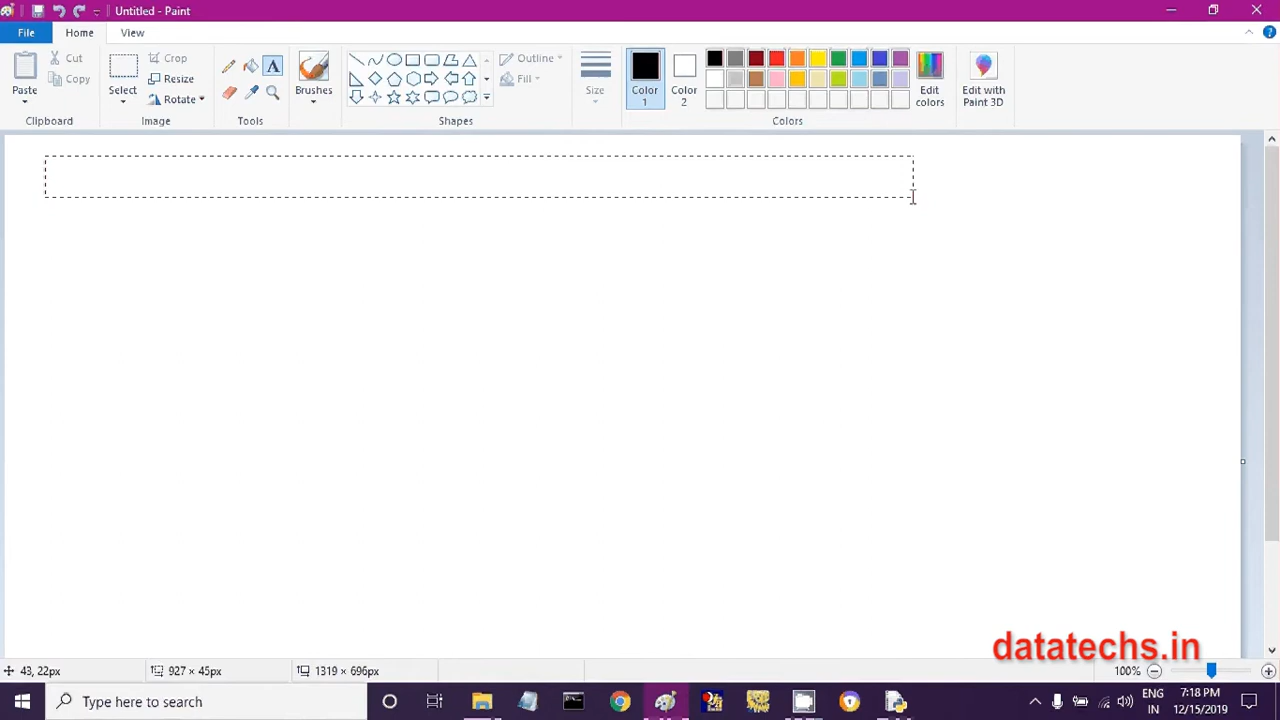 Untitled - Paint
File
Home
View
Paste
Cut
Copy
Clipboard
Select
Crop
Resize
Rotate
Image
A
Tools
Brushes
Outline
Fill
Shapes
Size
Color
1
Color
2
Edit
colors
Colors
Edit with
Paint 3D
datatechs.in
43, 22px
927 × 45px
1319 × 696px
100%
Type here to search
ENG
IN
7:18 PM
12/15/2019